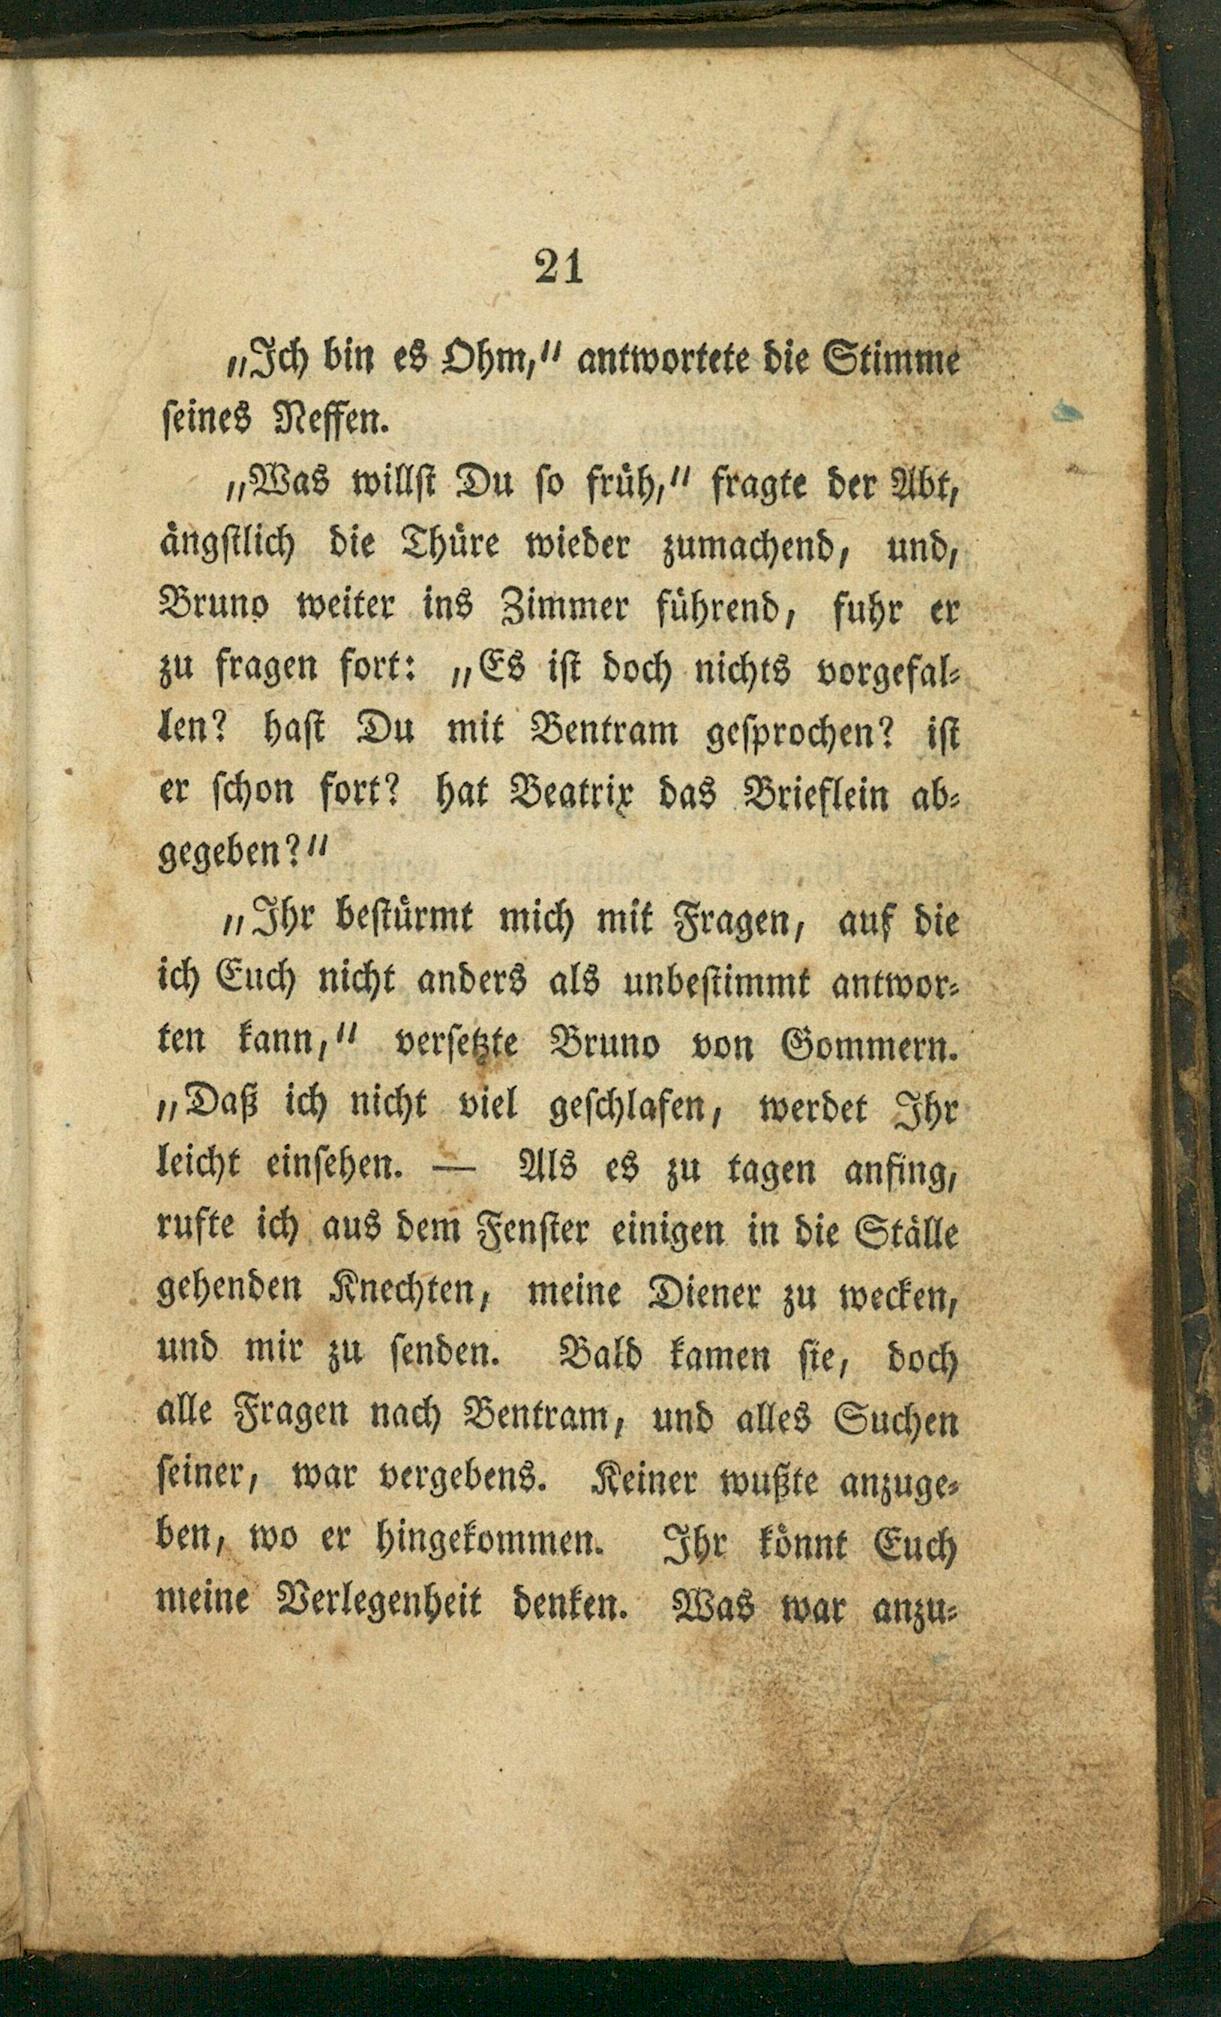 21
„Ich bin es Ohm,“ antwortete die Stimme
seines Neffen.
„Was willst Du so früh,“ fragte der Abt,
ängstlich die Thüre wieder zumachend, und,
Bruno weiter ins Zimmer führend, fuhr er
zu fragen fort: „Es ist doch nichts vorgefal-
len? hast Du mit Bentram gesprochen? ist
er schon fort? hat Beatrix das Brieflein ab-
gegeben?“
„Ihr bestürmt mich mit Fragen, auf die
ich Euch nicht anders als unbestimmt antwor-
ten kann,“ versetzte Bruno von Gommern.
„Daß ich nicht viel geschlafen, werdet Ihr
leicht einsehen. — Als es zu tagen anfing,
rufte ich aus dem Fenster einigen in die Ställe
gehenden Knechten, meine Diener zu wecken,
und mir zu senden. Bald kamen sie, doch
alle Fragen nach Bentram, und alles Suchen
seiner, war vergebens. Keiner wußte anzuge-
ben, wo er hingekommen. Ihr könnt Euch
meine Verlegenheit denken. Was war anzu-